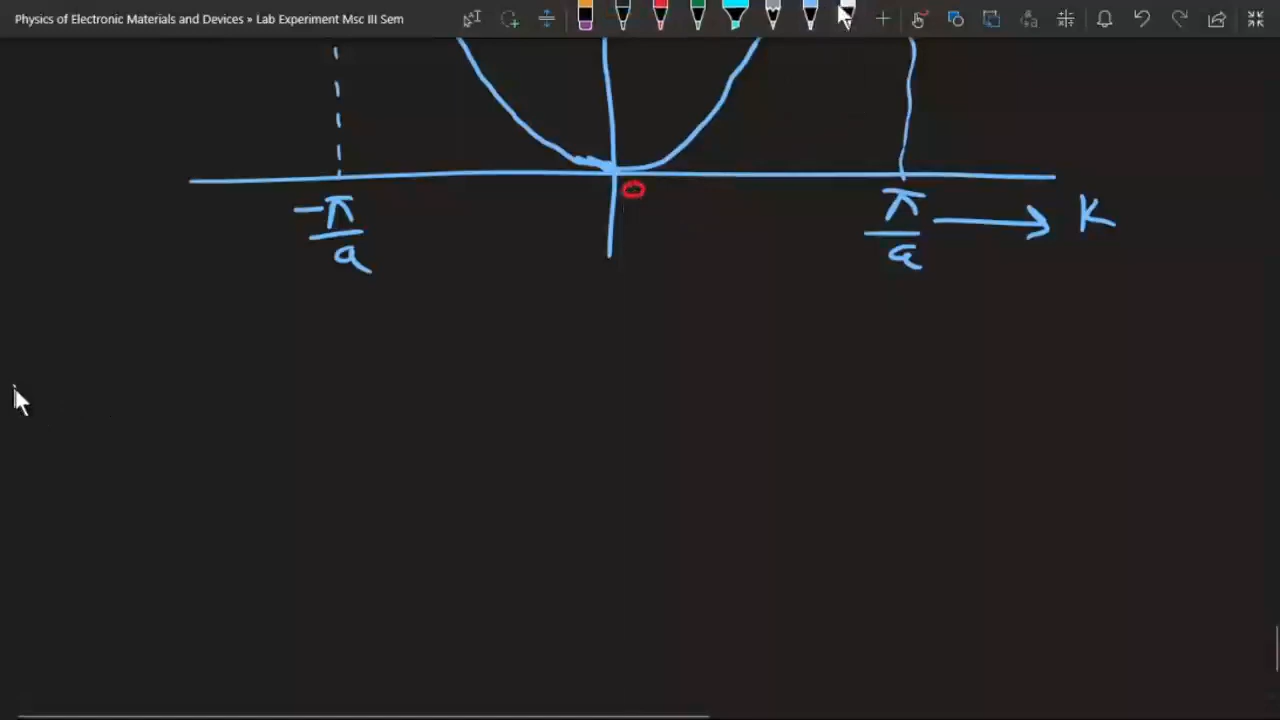 Physics of Electronic Materials and Devices » Lab Experiment Msc III Sem
0
-π/a
π/a → K